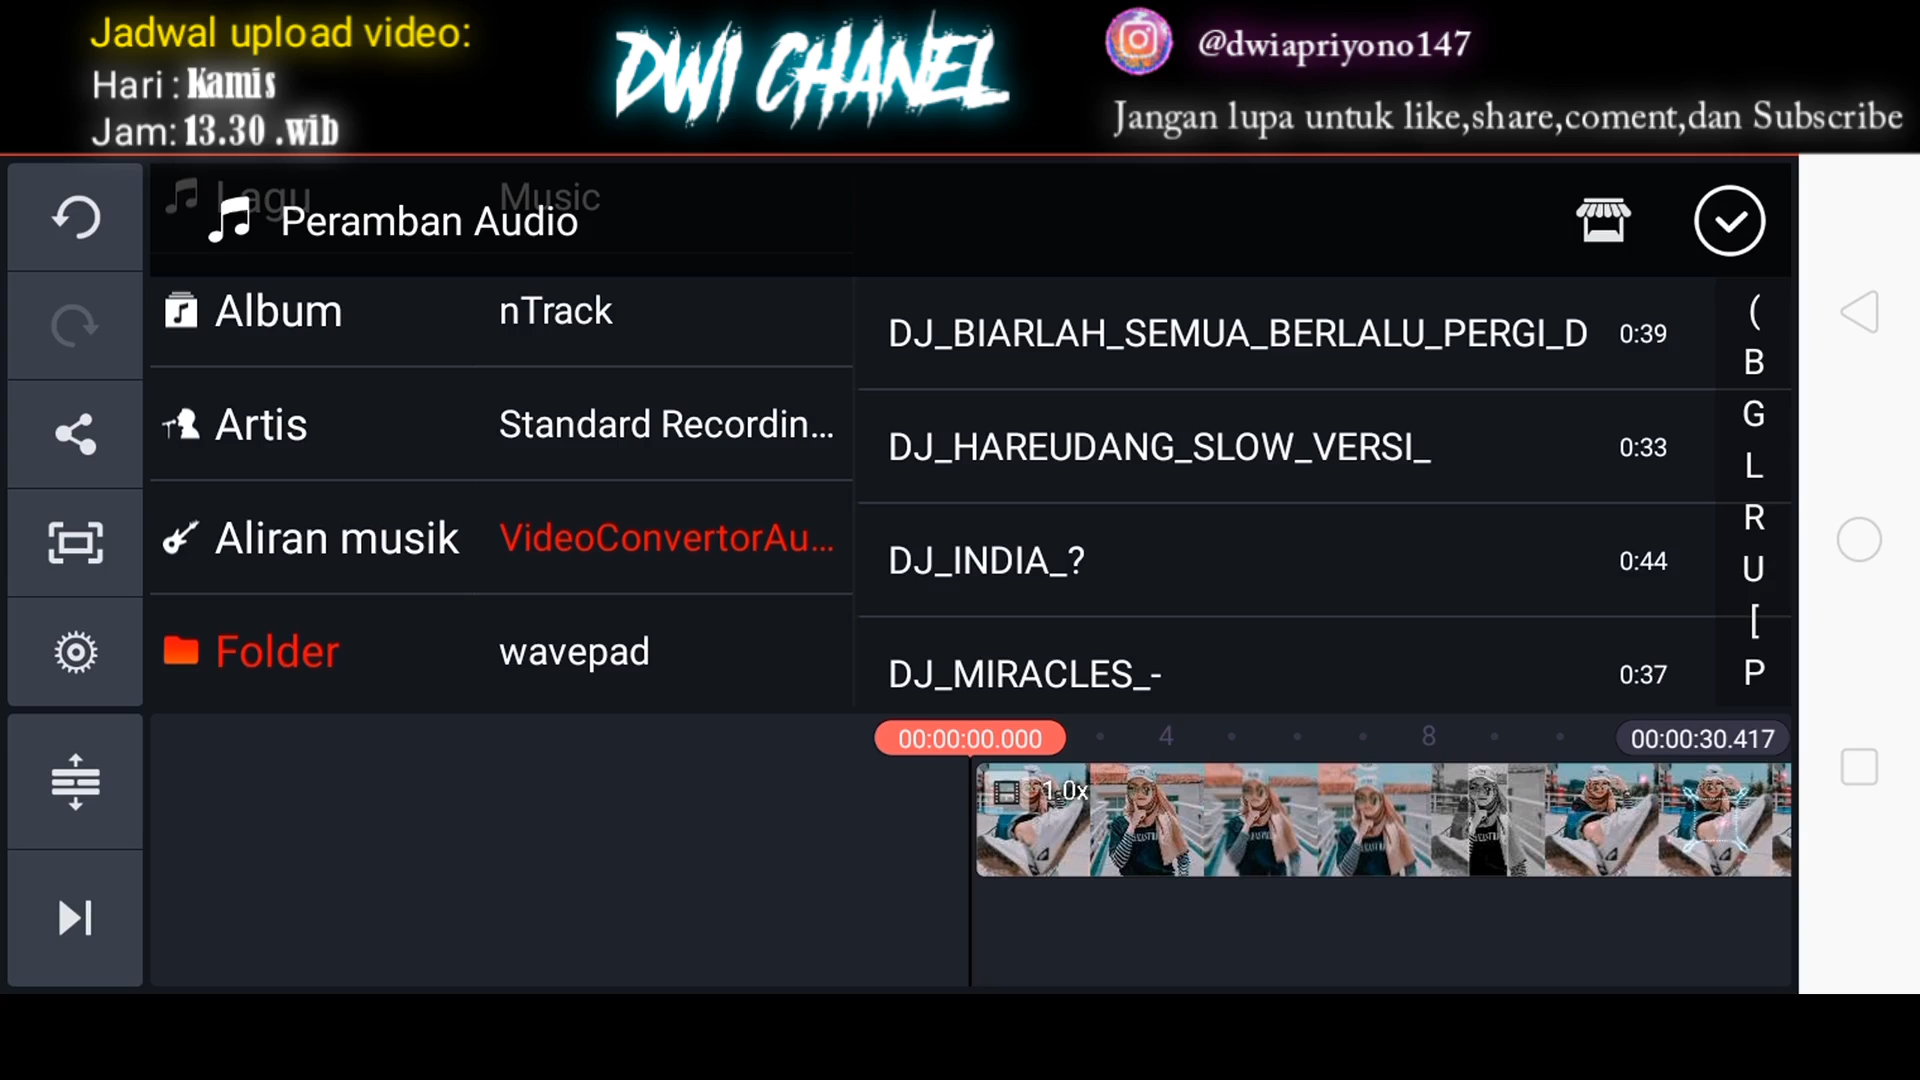 Jadwal upload video:
Hari : Kamis
Jam: 13.30 .wib
DWI CHANEL
@dwiapriyono147
Jangan lupa untuk like,share,coment,dan Subscribe
Lagu
Music
Peramban Audio
Album
nTrack
Artis
Standard Recordin...
Aliran musik
VideoConvertorAu...
Folder
wavepad
DJ_BIARLAH_SEMUA_BERLALU_PERGI_D
0:39
DJ_HAREUDANG_SLOW_VERSI_
0:33
DJ_INDIA_?
0:44
DJ_MIRACLES_-
0:37
(
B
G
L
R
U
[
P
00:00:00.000
4
8
00:00:30.417
1.0x